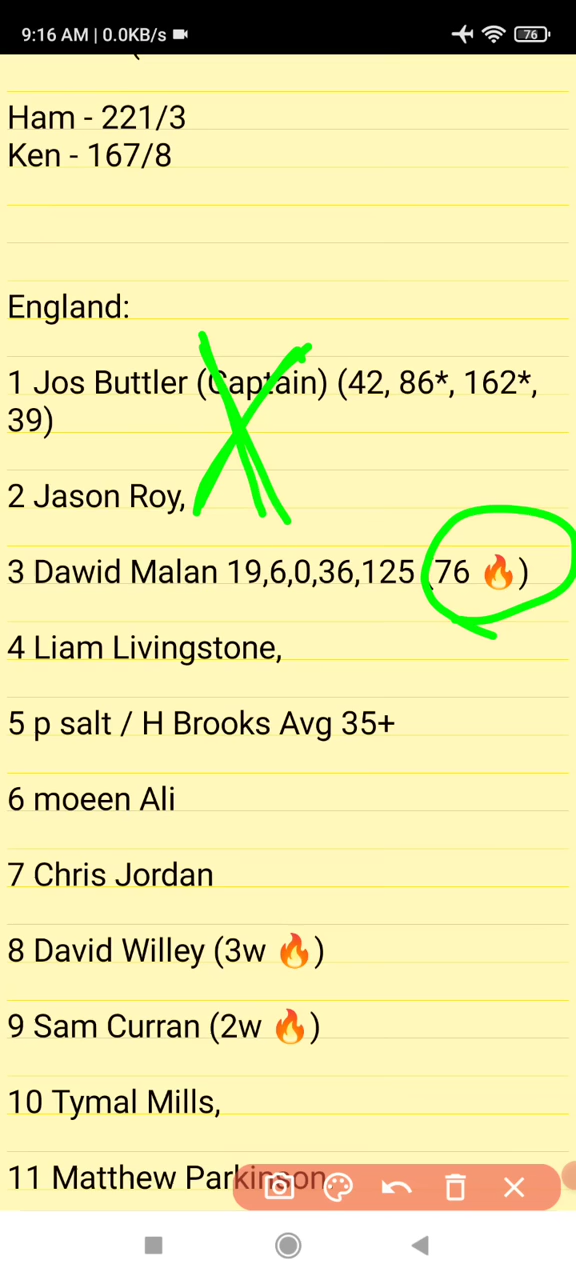 9:16 AM | 0.0KB/s
76
Ham - 221/3
Ken - 167/8
England:
1 Jos Buttler (Captain) (42, 86*, 162*,
39)
2 Jason Roy,
3 Dawid Malan 19,6,0,36,125 (76 🔥)
4 Liam Livingstone,
5 p salt / H Brooks Avg 35+
6 moeen Ali
7 Chris Jordan
8 David Willey (3w 🔥)
9 Sam Curran (2w 🔥)
10 Tymal Mills,
11 Matthew Parkinson